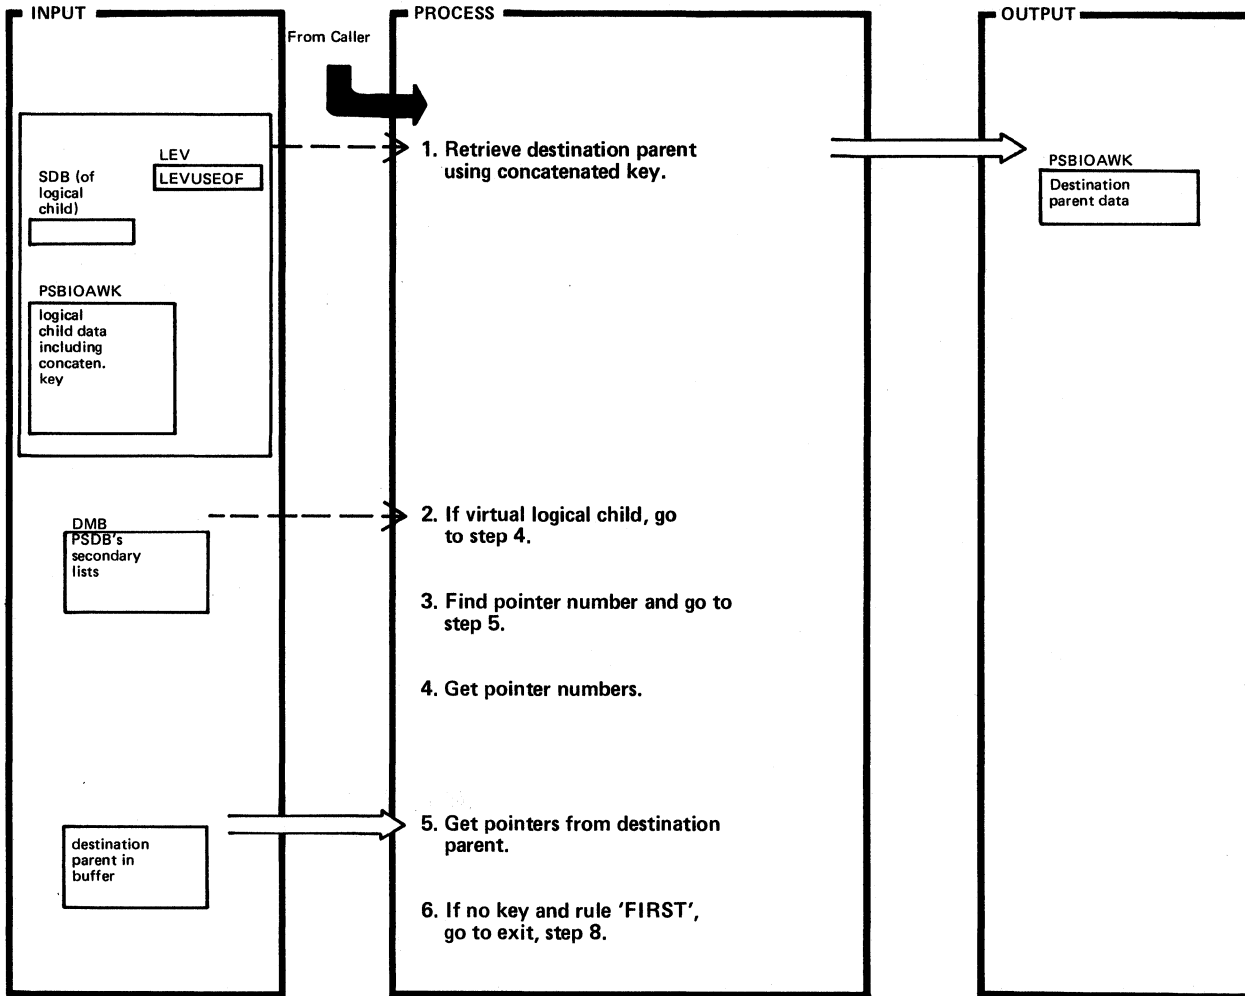 INPUT
PROCESS
OUTPUT
From Caller
LEV
LEVUSEOF
SDB (of
logical
child)
PSBIOAWK
logical
child data
including
concaten.
key
1. Retrieve destination parent
using concatenated key.
PSBIOAWK
Destination
parent data
DMB
PSDB's
secondary
lists
2. If virtual logical child, go
to step 4.
3. Find pointer number and go to
step 5.
4. Get pointer numbers.
destination
parent in
buffer
5. Get pointers from destination
parent.
6. If no key and rule 'FIRST',
go to exit, step 8.